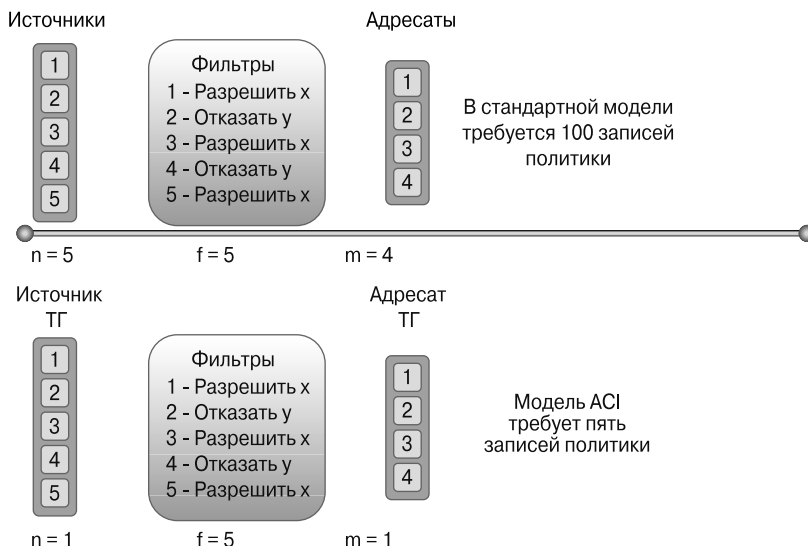 Источники
Адресаты
1
2
3
4
5
Фильтры
1 - Разрешить x
2 - Отказать y
3 - Разрешить x
4 - Отказать y
5 - Разрешить x
1
2
3
4
В стандартной модели
требуется 100 записей
политики
n = 5
f = 5
m = 4
Источник
ТГ
Адресат
ТГ
1
2
3
4
5
Фильтры
1 - Разрешить x
2 - Отказать y
3 - Разрешить x
4 - Отказать y
5 - Разрешить x
1
2
3
4
Модель ACI
требует пять
записей политики
n = 1
f = 5
m = 1